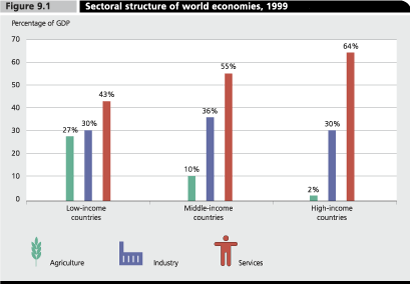 Figure 9.1 Sectoral structure of world economies, 1999
Percentage of GDP
70
60
50
40
30
20
10
0
27%
30%
43%
10%
36%
55%
2%
30%
64%
Low-income
countries
Middle-income
countries
High-income
countries
Agriculture
Industry
Services